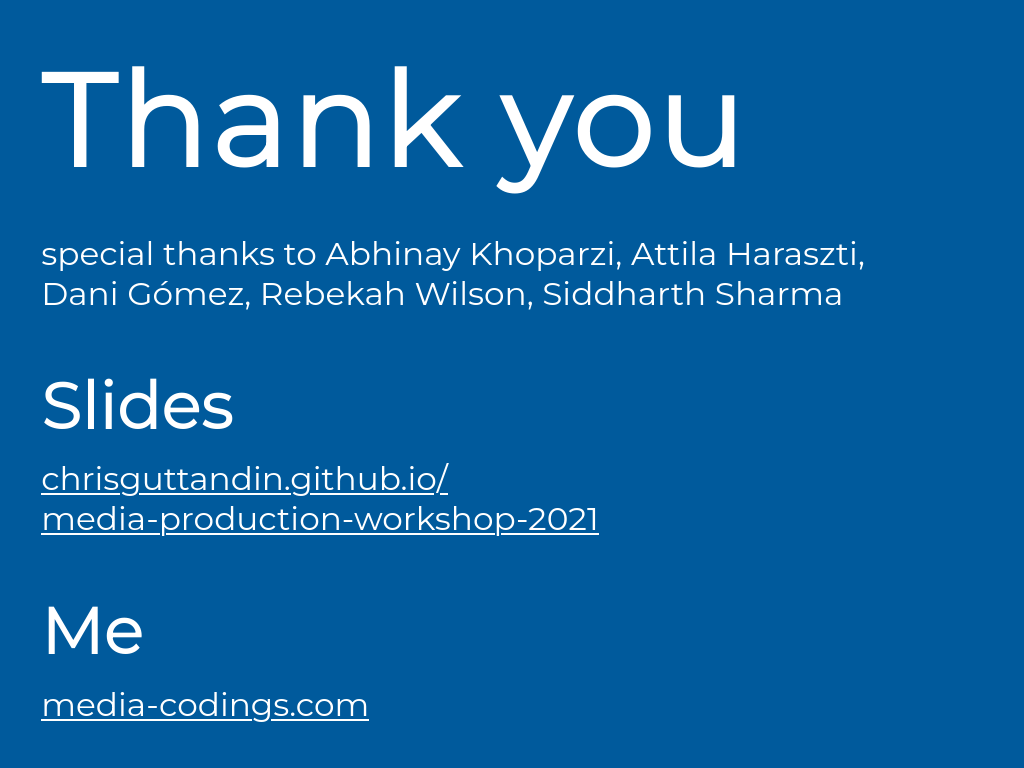 Thank you
special thanks to Abhinay Khoparzi, Attila Haraszti,
Dani Gómez, Rebekah Wilson, Siddharth Sharma
Slides
chrisguttandin.github.io/
media-production-workshop-2021
Me
media-codings.com